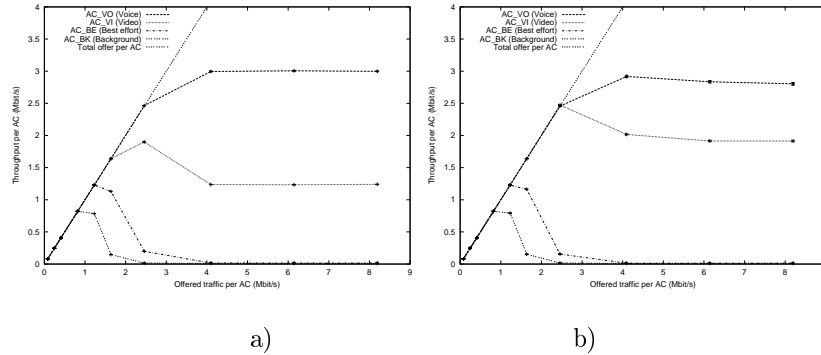 4
3.5
3
2.5
2
1.5
1
0.5
0
Throughput per AC (Mbit/s)
AC_VO (Voice)
AC_VI (Video)
AC_BE (Best effort)
AC_BK (Background)
Total offer per AC
0 1 2 3 4 5 6 7 8 9
Offered traffic per AC (Mbit/s)
a)
4
3.5
3
2.5
2
1.5
1
0.5
0
Throughput per AC (Mbit/s)
AC_VO (Voice)
AC_VI (Video)
AC_BE (Best effort)
AC_BK (Background)
Total offer per AC
0 1 2 3 4 5 6 7 8
Offered traffic per AC (Mbit/s)
b)